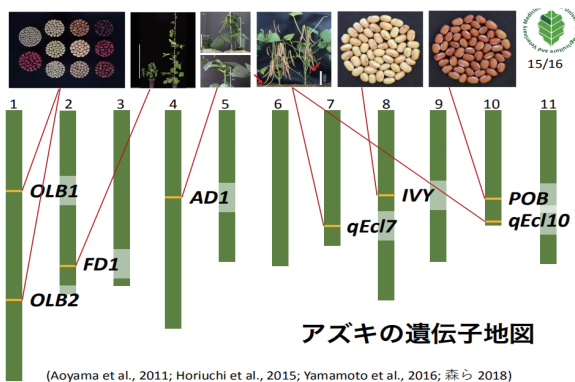 15/16
1 2 3 4 5 6 7 8 9 10 11
OLB1
AD1
IVY
POB
qEcl7
qEcl10
FD1
OLB2
アズキの遺伝子地図
(Aoyama et al., 2011; Horiuchi et al., 2015; Yamamoto et al., 2016; 森ら 2018)